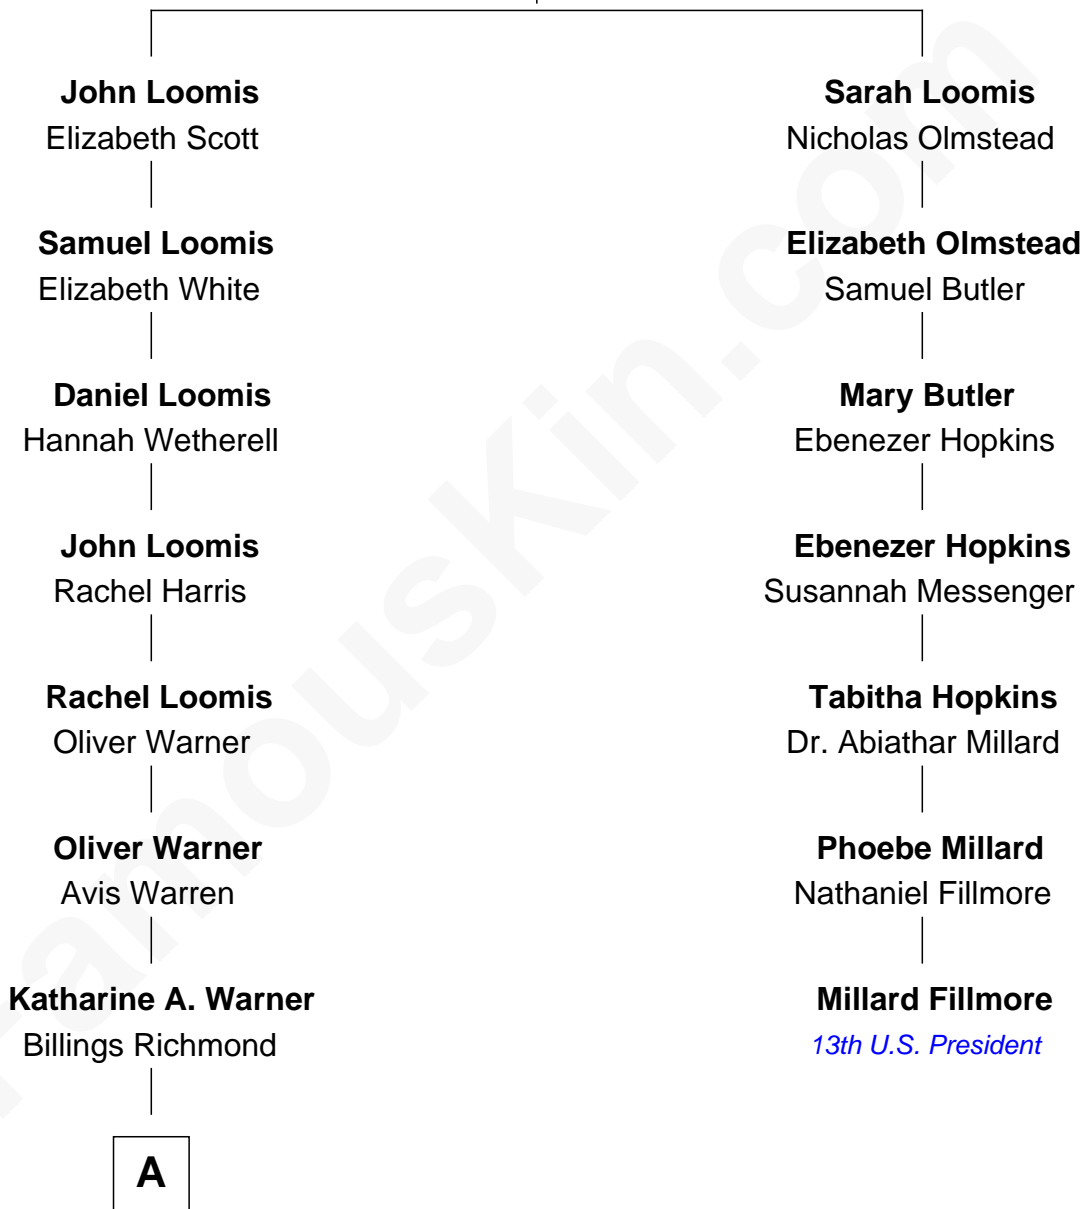 John Loomis
Elizabeth Scott
Samuel Loomis
Elizabeth White
Daniel Loomis
Hannah Wetherell
John Loomis
Rachel Harris
Rachel Loomis
Oliver Warner
Oliver Warner
Avis Warren
Katharine A. Warner
Billings Richmond
A
Sarah Loomis
Nicholas Olmstead
Elizabeth Olmstead
Samuel Butler
Mary Butler
Ebenezer Hopkins
Ebenezer Hopkins
Susannah Messenger
Tabitha Hopkins
Dr. Abiathar Millard
Phoebe Millard
Nathaniel Fillmore
Millard Fillmore
13th U.S. President
FamousKin.com